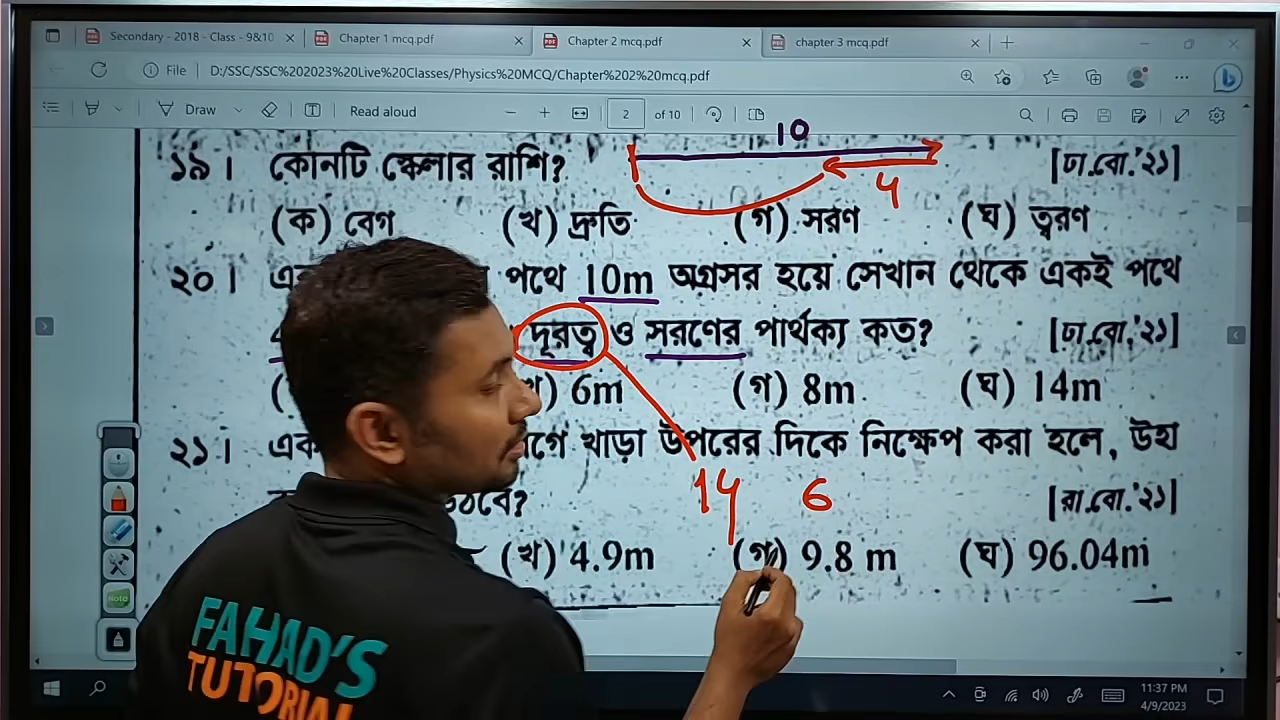 Secondary - 2018 - Class - 9&10 Chapter 1 mcq.pdf Chapter 2 mcq.pdf chapter 3 mcq.pdf
File D:/SSC/SSC%202023%20Live%20Classes/Physics%20MCQ/Chapter%202%20mcq.pdf
Draw Read aloud 2 of 10
10
১৯। কোনটি স্কেলার রাশি? [ঢা.বো.'২১]
4
(ক) বেগ (খ) দ্রুতি (গ) সরণ (ঘ) ত্বরণ
২০। পথে 10m অগ্রসর হয়ে সেখান থেকে একই পথে
দূরত্ব ও সরণের পার্থক্য কত? [ঢা.বো.'২১]
6m (গ) 8m (ঘ) 14m
২১। খাড়া উপরের দিকে নিক্ষেপ করা হলে, উহা
14 6
[রা.বো.'২১]
(খ) 4.9m (গ) 9.8 m (ঘ) 96.04m
FAHAD'S
TUTORIAL
11:37 PM
4/9/2023